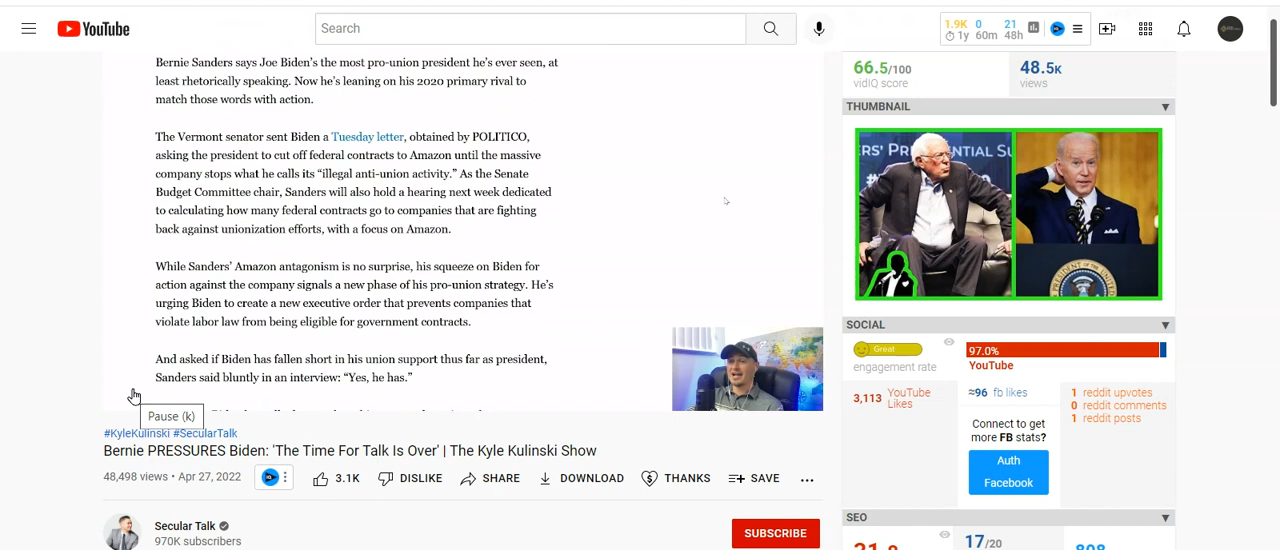 YouTube
Search
1.9K 0 21
1y 60m 48h
Bernie Sanders says Joe Biden's the most pro-union president he's ever seen, at
least rhetorically speaking. Now he's leaning on his 2020 primary rival to
match those words with action.
The Vermont senator sent Biden a Tuesday letter, obtained by POLITICO,
asking the president to cut off federal contracts to Amazon until the massive
company stops what he calls its “illegal anti-union activity.” As the Senate
Budget Committee chair, Sanders will also hold a hearing next week dedicated
to calculating how many federal contracts go to companies that are fighting
back against unionization efforts, with a focus on Amazon.
While Sanders’ Amazon antagonism is no surprise, his squeeze on Biden for
action against the company signals a new phase of his pro-union strategy. He’s
urging Biden to create a new executive order that prevents companies that
violate labor law from being eligible for government contracts.
And asked if Biden has fallen short in his union support thus far as president,
Sanders said bluntly in an interview: “Yes, he has.”
Pause (k)
#KyleKulinski #SecularTalk
Bernie PRESSURES Biden: 'The Time For Talk Is Over' | The Kyle Kulinski Show
48,498 views • Apr 27, 2022
3.1K DISLIKE SHARE DOWNLOAD THANKS SAVE
Secular Talk
970K subscribers
SUBSCRIBE
66.5/100
vidIQ score
48.5K
views
THUMBNAIL
ERS' PRESIDENTIAL SU
PRESIDENT OF THE
SOCIAL
Great
engagement rate
97.0%
YouTube
3,113 YouTube
Likes
≈96 fb likes
Connect to get
more FB stats?
Auth
Facebook
1 reddit upvotes
0 reddit comments
1 reddit posts
SEO
17/20